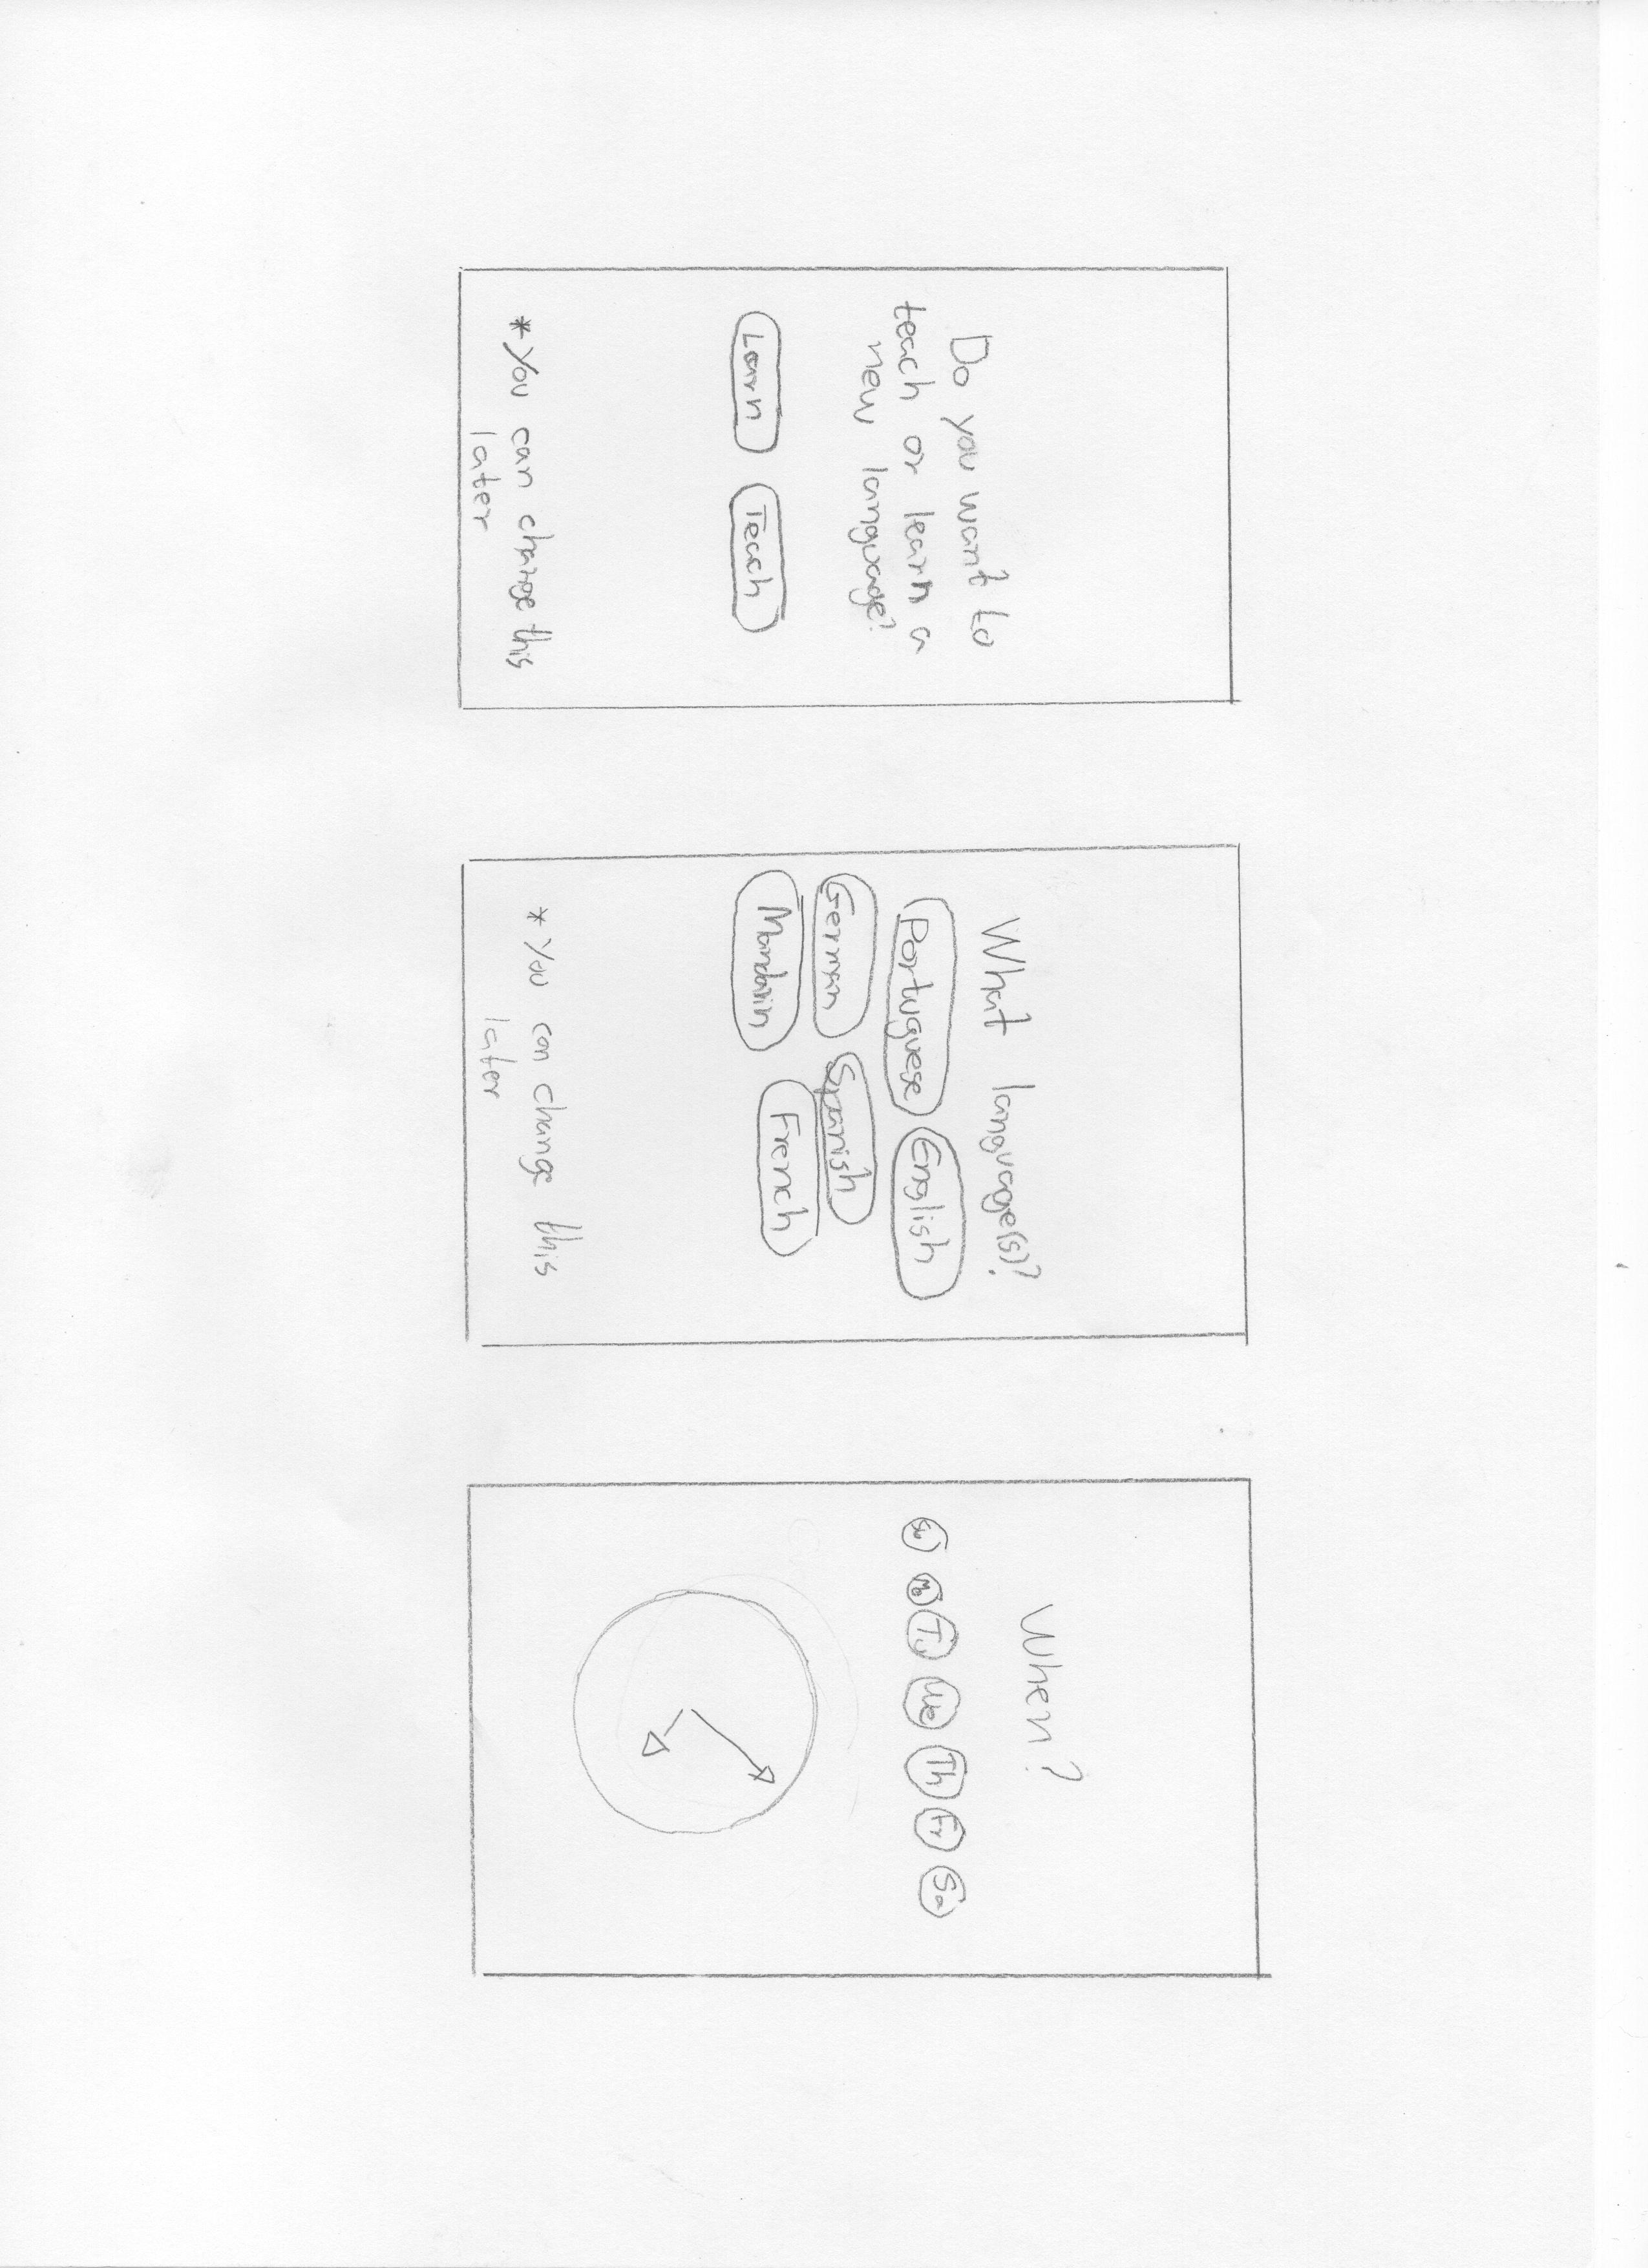 Do you want to
teach or learn a
new language?
Learn Teach
*You can change this
later
What language(s)?
Portuguese English
German Spanish
Mandarin French
*You can change this
later
When?
Su Mo Tu We Th Fr Sa